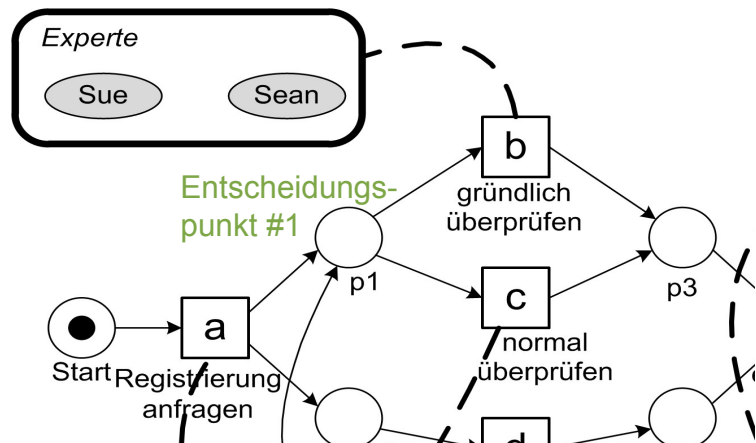 Experte
Sue
Sean
b
gründlich
überprüfen
Entscheidungs-
punkt #1
p1
p3
c
normal
überprüfen
a
Start
Registrierung
anfragen
d